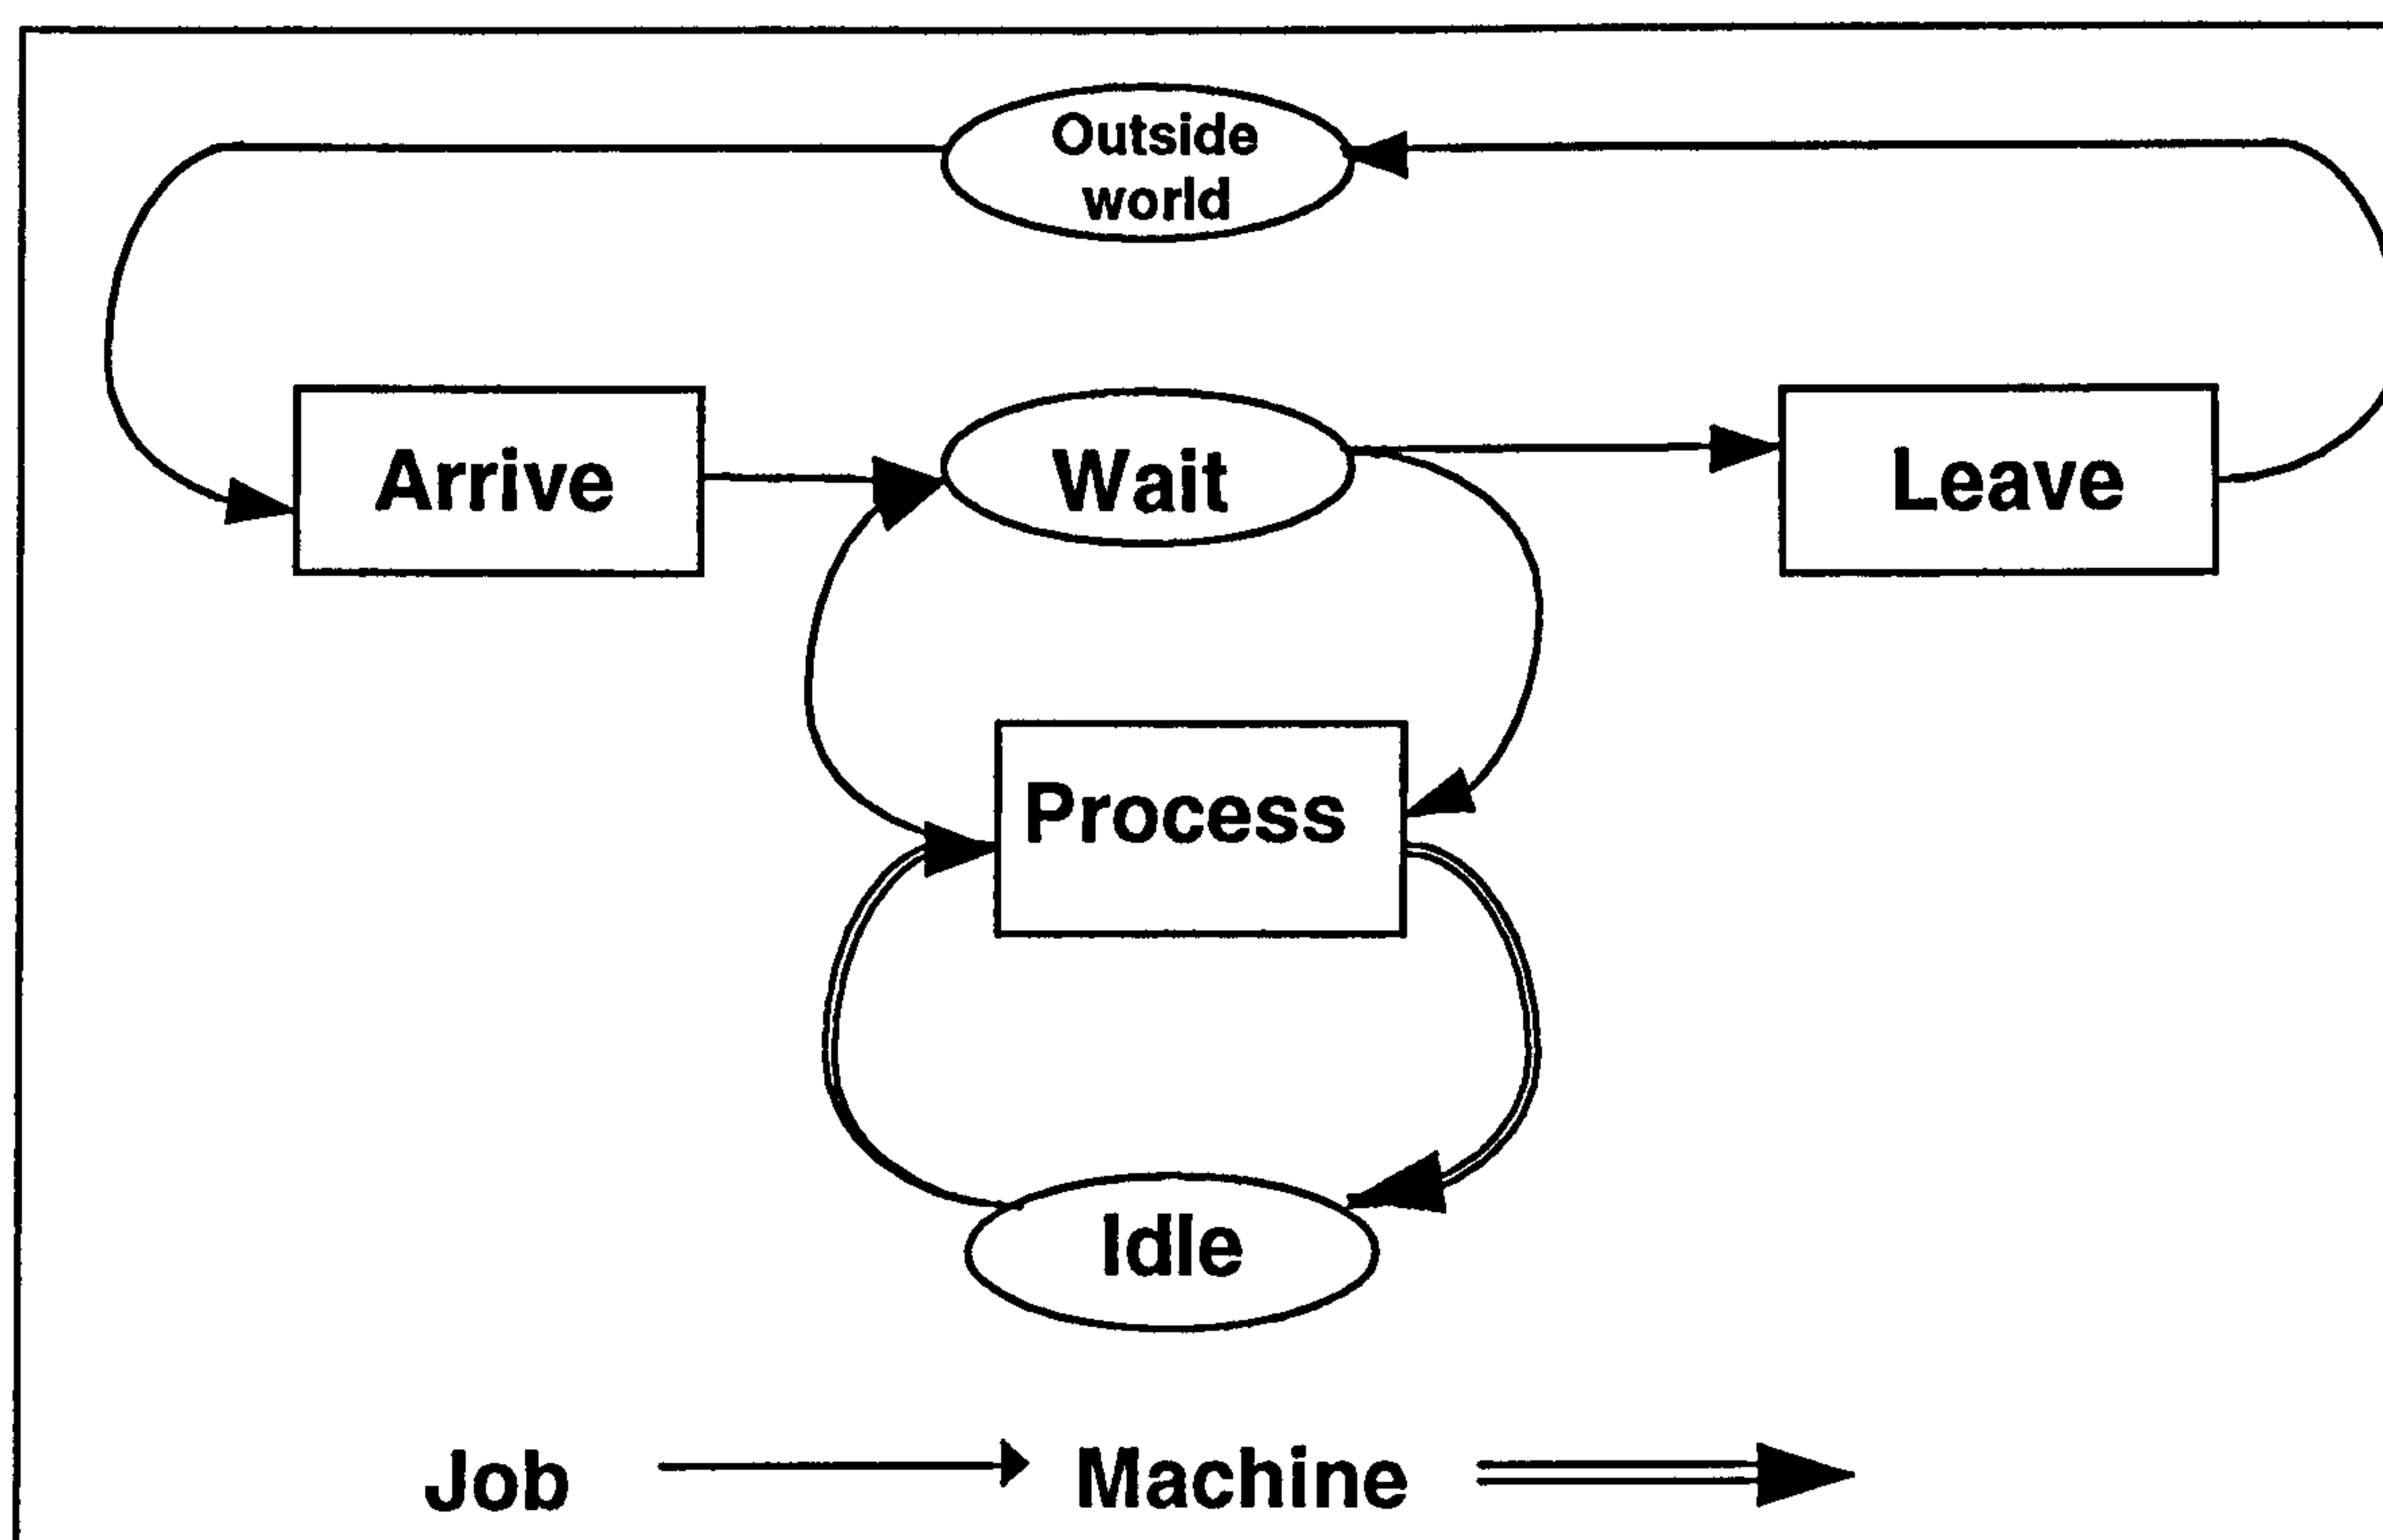 Outside
world
Arrive
Wait
Leave
Process
Idle
Job
Machine